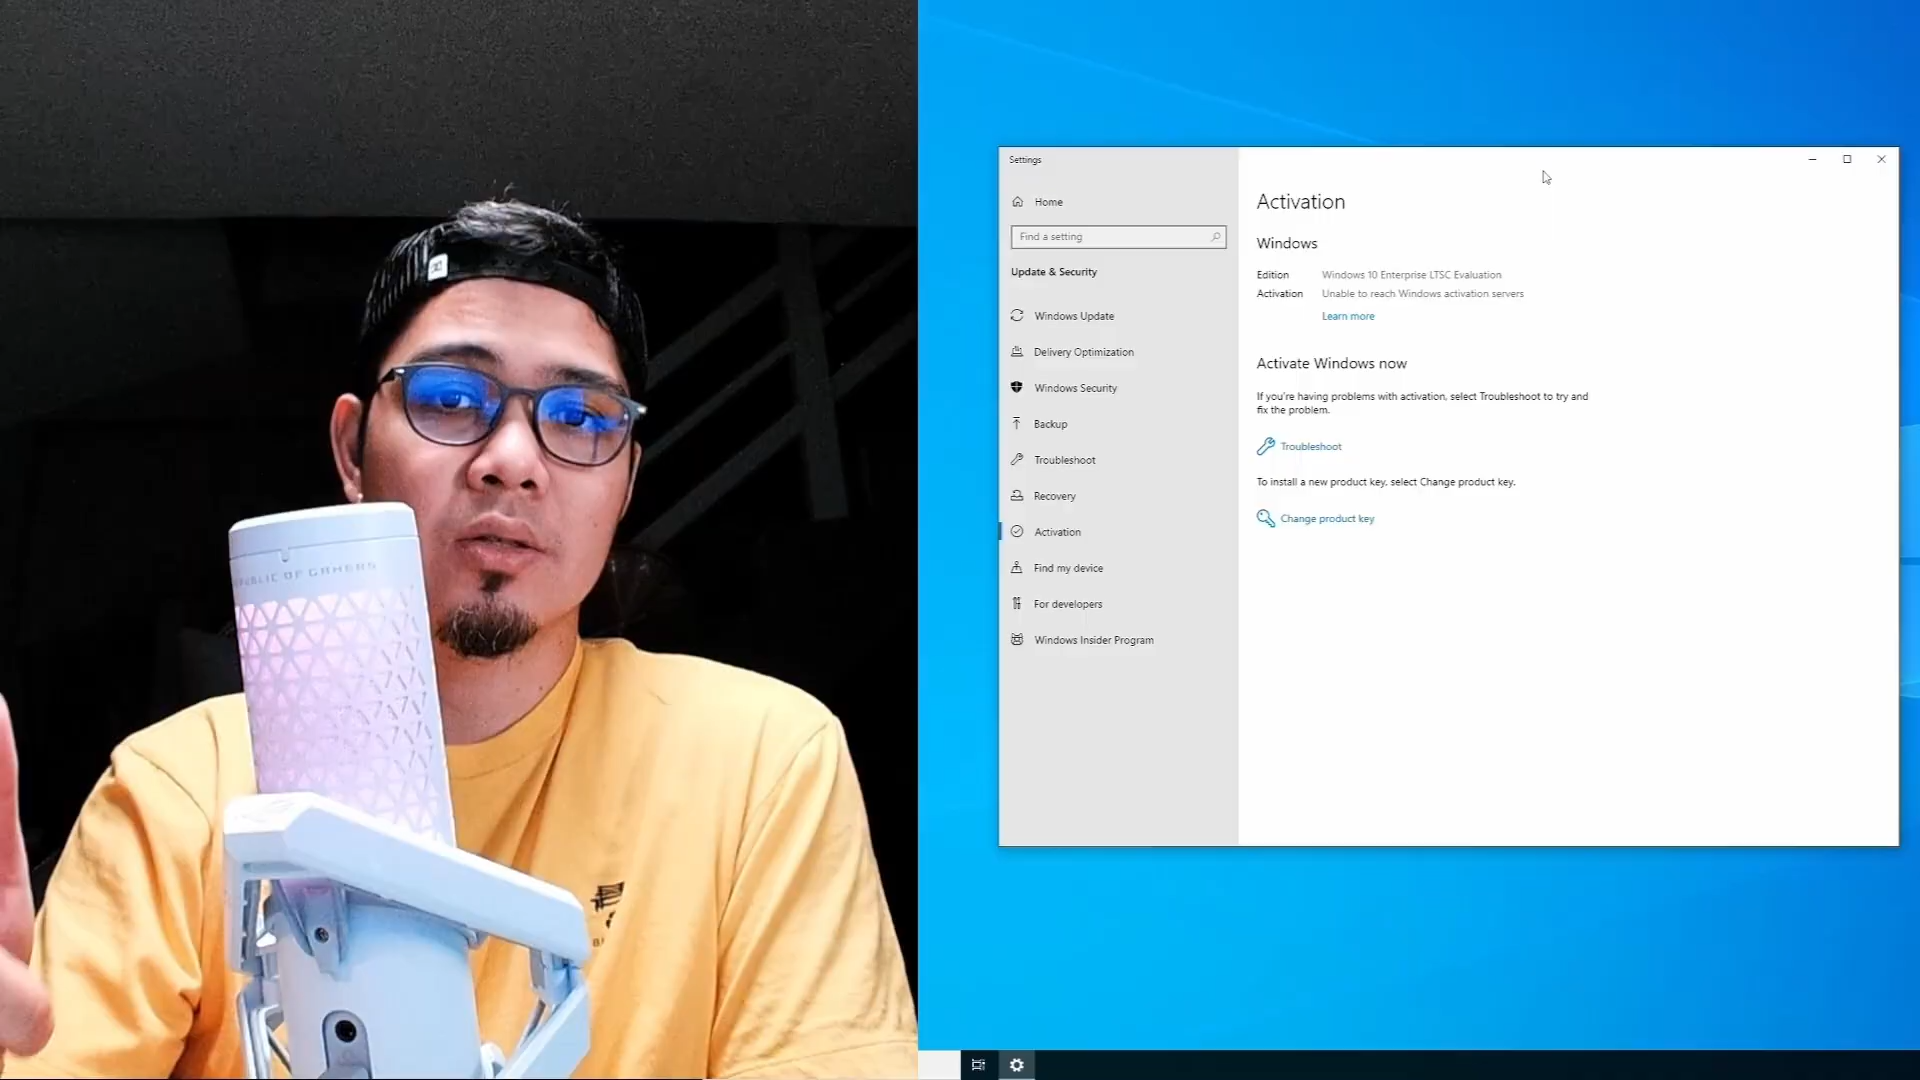 PUBLIC OF GAMERS
Settings
Home
Find a setting
Update & Security
Windows Update
Delivery Optimization
Windows Security
Backup
Troubleshoot
Recovery
Activation
Find my device
For developers
Windows Insider Program
Activation
Windows
Edition Windows 10 Enterprise LTSC Evaluation
Activation Unable to reach Windows activation servers
Learn more
Activate Windows now
If you're having problems with activation, select Troubleshoot to try and
fix the problem.
Troubleshoot
To install a new product key, select Change product key.
Change product key